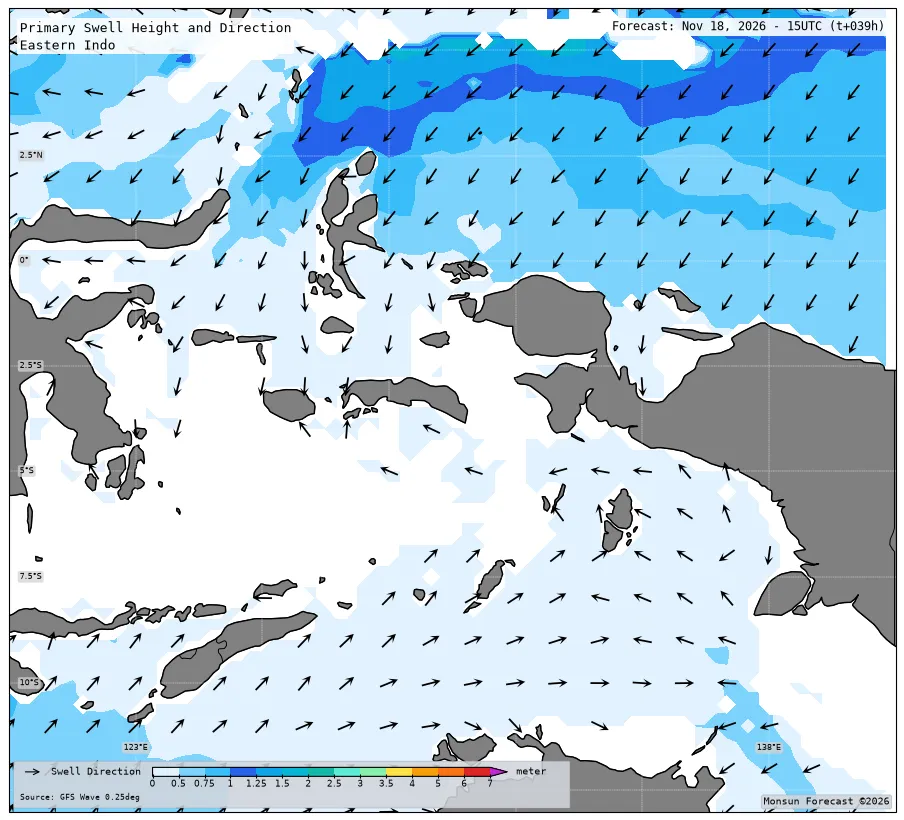 Primary Swell Height and Direction
Eastern Indo
Forecast: Nov 18, 2026 - 15UTC (t+039h)
2.5°N
0°
2.5°S
5°S
7.5°S
10°S
123°E
138°E
Swell Direction
0 0.5 0.75 1 1.25 1.5 2 2.5 3 3.5 4 5 6 7
meter
Source: GFS Wave 0.25deg
Monsun Forecast ©2026